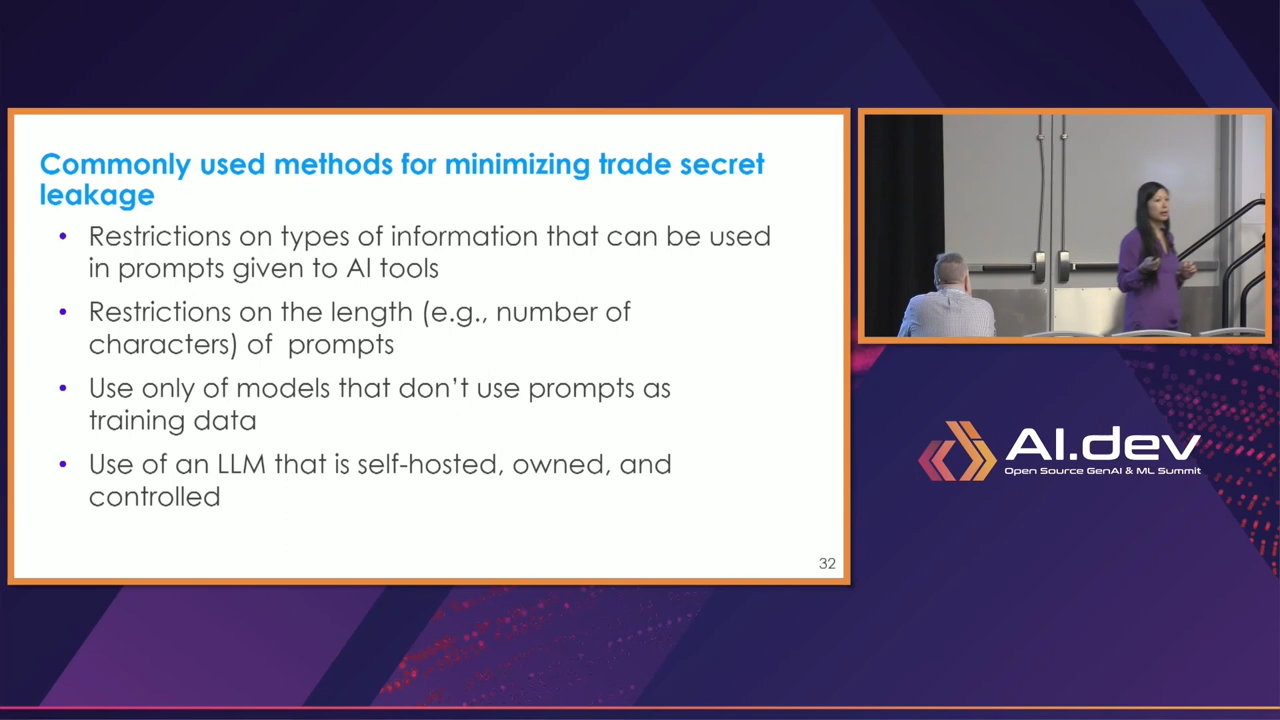 Commonly used methods for minimizing trade secret
leakage
• Restrictions on types of information that can be used
in prompts given to AI tools
• Restrictions on the length (e.g., number of
characters) of prompts
• Use only of models that don’t use prompts as
training data
• Use of an LLM that is self-hosted, owned, and
controlled
32
AI.dev
Open Source GenAI & ML Summit